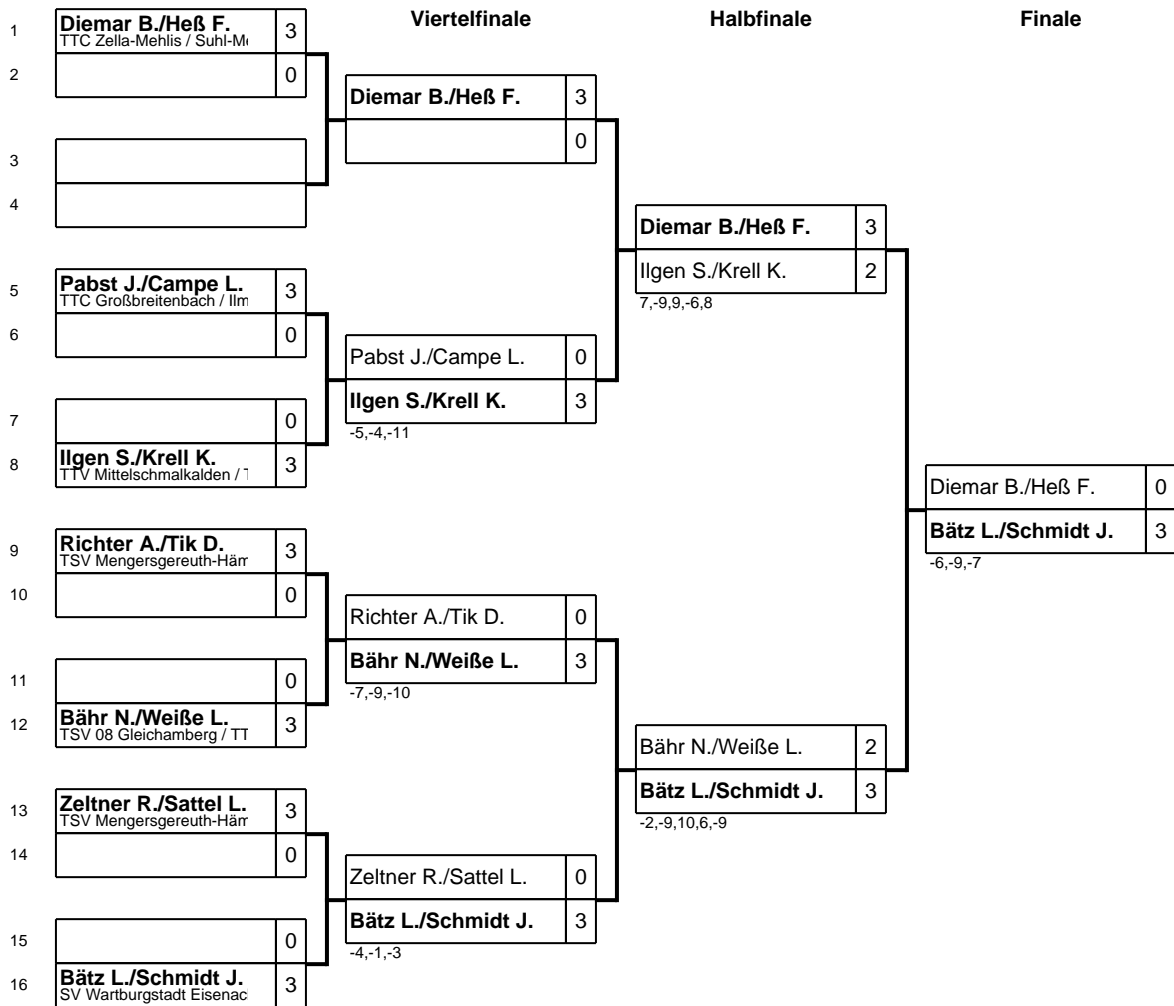 Viertelfinale
Halbfinale
Finale
1
Diemar B./Heß F.
3
TTC Zella-Mehlis / Suhl-Me
2
0
3
4
5
Pabst J./Campe L.
3
TTC Großbreitenbach / Ilm
6
0
7
0
8
Ilgen S./Krell K.
3
TTV Mittelschmalkalden / T
9
Richter A./Tik D.
3
TSV Mengersgereuth-Häm
10
0
11
0
12
Bähr N./Weiße L.
3
TSV 08 Gleichamberg / TT
13
Zeltner R./Sattel L.
3
TSV Mengersgereuth-Häm
14
0
15
0
16
Bätz L./Schmidt J.
3
SV Wartburgstadt Eisenac
Diemar B./Heß F.
3
0
Pabst J./Campe L.
0
Ilgen S./Krell K.
3
-5,-4,-11
Richter A./Tik D.
0
Bähr N./Weiße L.
3
-7,-9,-10
Zeltner R./Sattel L.
0
Bätz L./Schmidt J.
3
-4,-1,-3
Diemar B./Heß F.
3
Ilgen S./Krell K.
2
7,-9,9,-6,8
Bähr N./Weiße L.
2
Bätz L./Schmidt J.
3
-2,-9,10,6,-9
Diemar B./Heß F.
0
Bätz L./Schmidt J.
3
-6,-9,-7